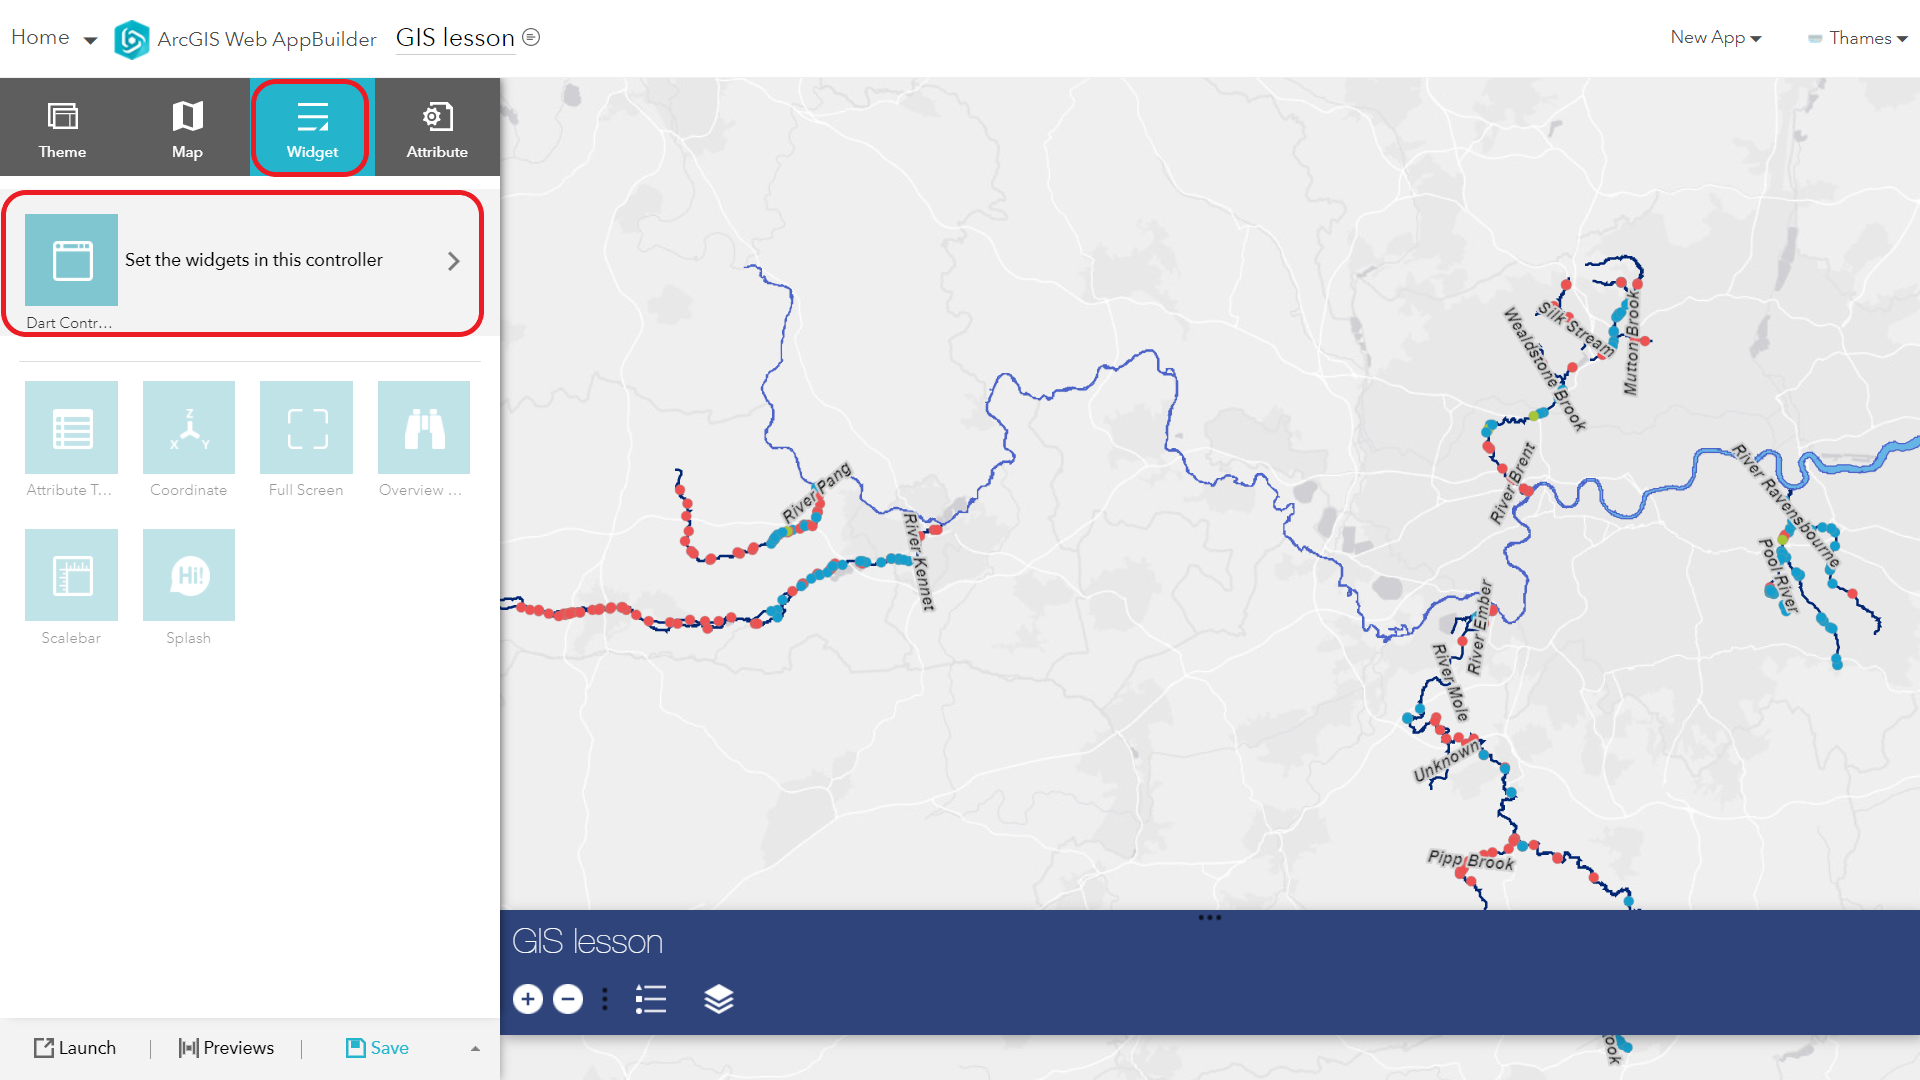 Home
ArcGIS Web AppBuilder
GIS lesson
New App
Thames
Theme
Map
Widget
Attribute
Set the widgets in this controller
Dart Contr...
Attribute T...
Z
X Y
Coordinate
Full Screen
Overview ...
Scalebar
Hi!
Splash
Silk Stream
Mutton Brook
Wealdstone Brook
River Brent
River Ravensbourne
Pool River
River Pang
River Kennet
River Ember
River Mole
Unknown
Pipp Brook
GIS lesson
ook
Launch
Previews
Save